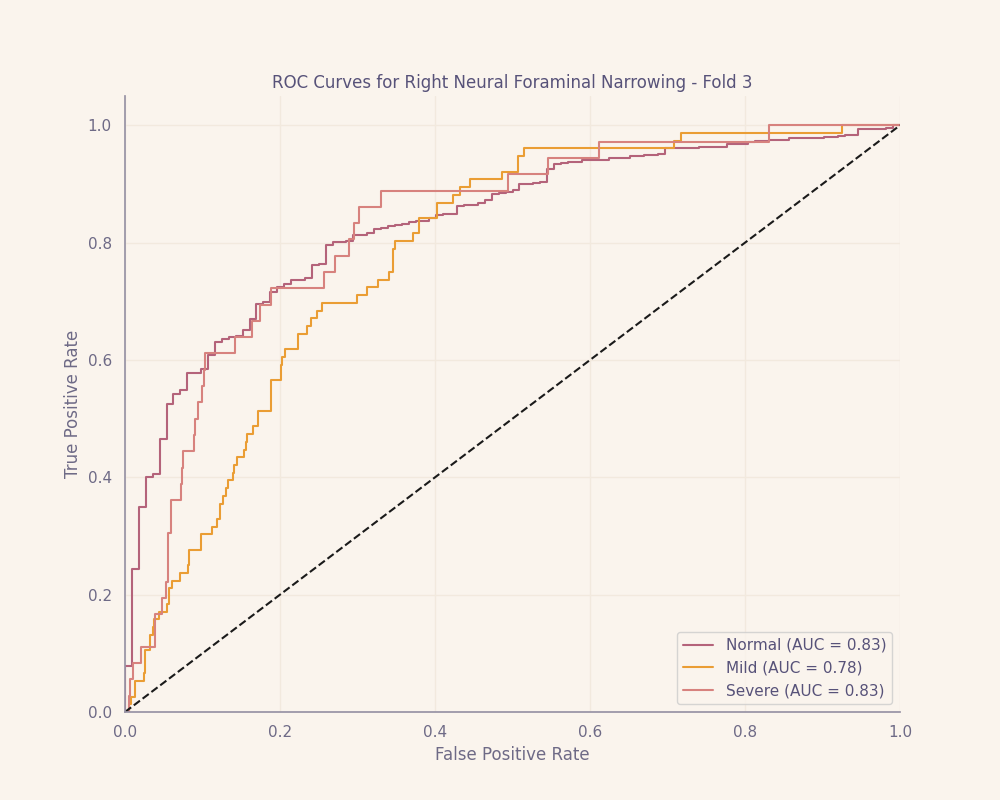 ROC Curves for Right Neural Foraminal Narrowing - Fold 3
1.0
0.8
0.6
0.4
0.2
0.0
True Positive Rate
0.0 0.2 0.4 0.6 0.8 1.0
False Positive Rate
Normal (AUC = 0.83)
Mild (AUC = 0.78)
Severe (AUC = 0.83)